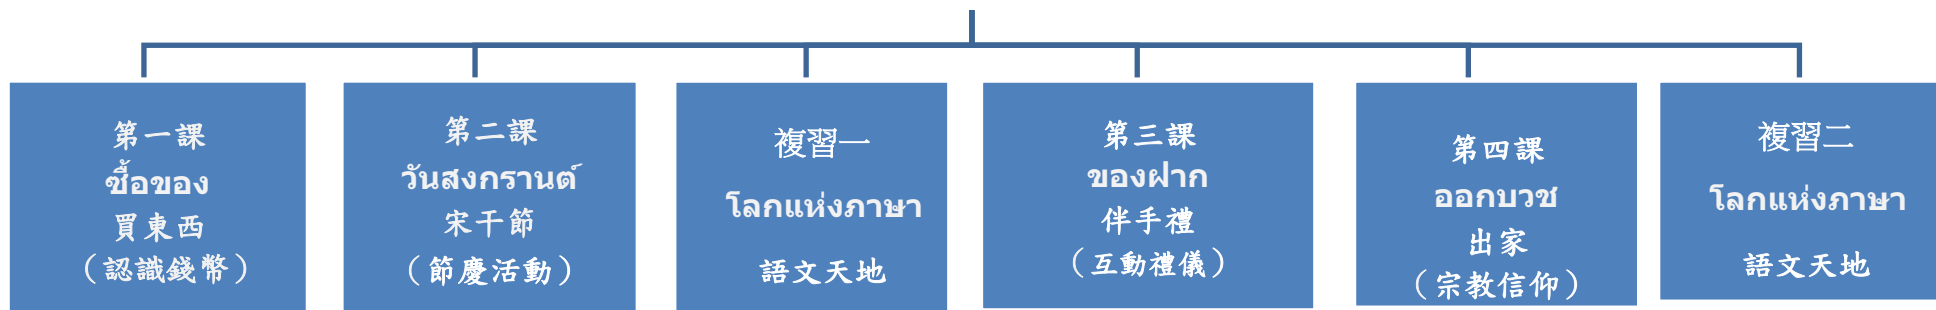 第一課
ซื้อของ
買東西
（認識錢幣）
第二課
วันสงกรานต์
宋干節
（節慶活動）
複習一
โลกแห่งภาษา
語文天地
第三課
ของฝาก
伴手禮
（互動禮儀）
第四課
ออกบวช
出家
（宗教信仰）
複習二
โลกแห่งภาษา
語文天地